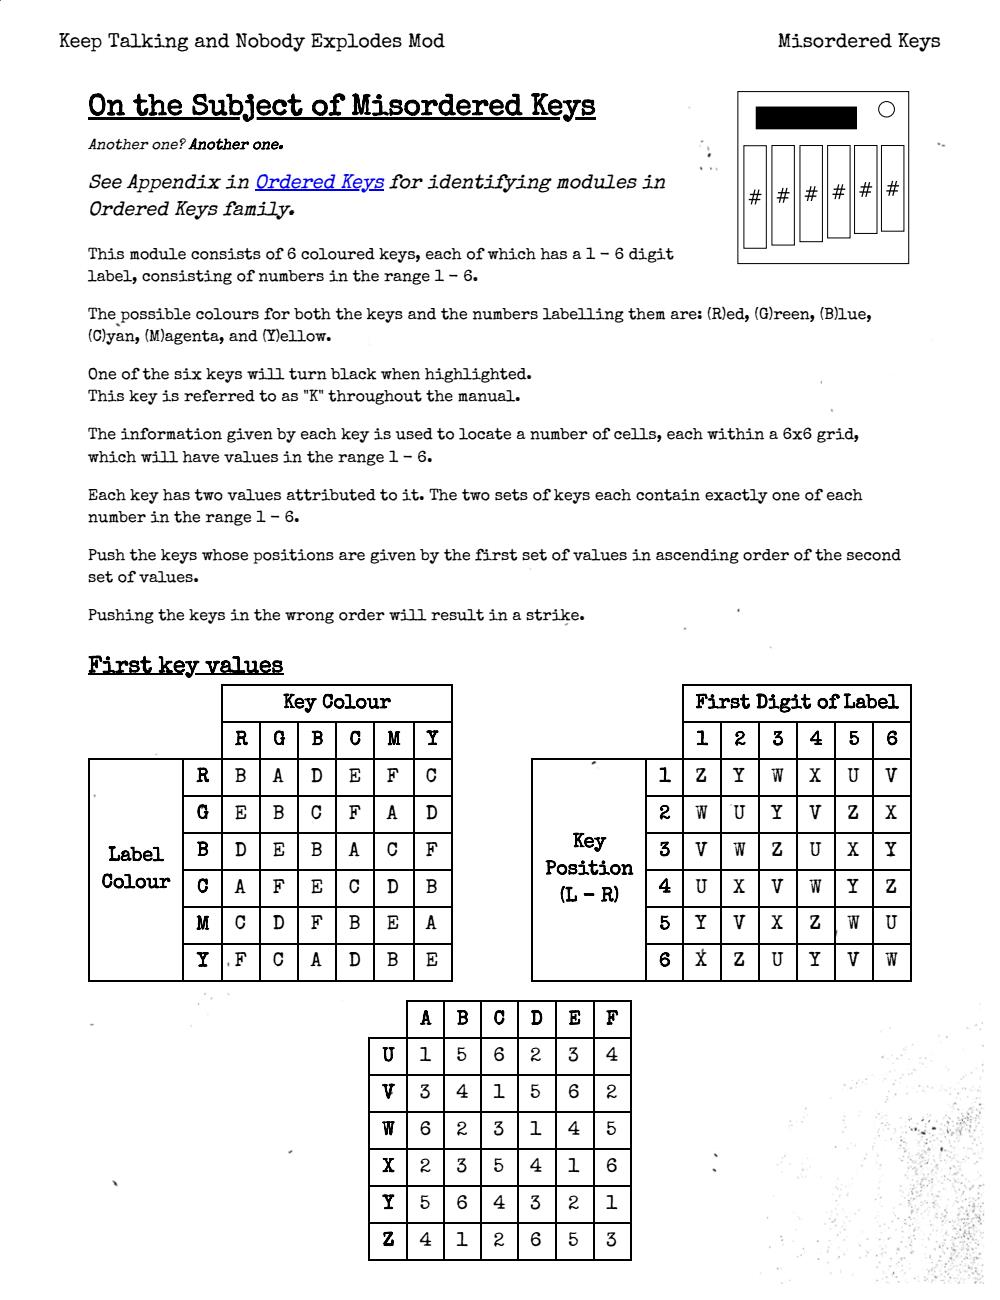 Keep Talking and Nobody Explodes Mod Misordered Keys
On the Subject of Misordered Keys
Another one? Another one.
See Appendix in Ordered Keys for identifying modules in
Ordered Keys family.
# # # # # #
This module consists of 6 coloured keys, each of which has a 1 – 6 digit
label, consisting of numbers in the range 1 – 6.
The possible colours for both the keys and the numbers labelling them are: (R)ed, (G)reen, (B)lue,
(C)yan, (M)agenta, and (Y)ellow.
One of the six keys will turn black when highlighted.
This key is referred to as "K" throughout the manual.
The information given by each key is used to locate a number of cells, each within a 6x6 grid,
which will have values in the range 1 – 6.
Each key has two values attributed to it. The two sets of keys each contain exactly one of each
number in the range 1 – 6.
Push the keys whose positions are given by the first set of values in ascending order of the second
set of values.
Pushing the keys in the wrong order will result in a strike.
First key values
Key Colour
R G B C M Y
Label
Colour
R B A D E F C
G E B C F A D
B D E B A C F
C A F E C D B
M C D F B E A
Y F C A D B E
First Digit of Label
1 2 3 4 5 6
Key
Position
(L – R)
1 Z Y W X U V
2 W U Y V Z X
3 V W Z U X Y
4 U X V W Y Z
5 Y V X Z W U
6 X Z U Y V W
A B C D E F
U 1 5 6 2 3 4
V 3 4 1 5 6 2
W 6 2 3 1 4 5
X 2 3 5 4 1 6
Y 5 6 4 3 2 1
Z 4 1 2 6 5 3